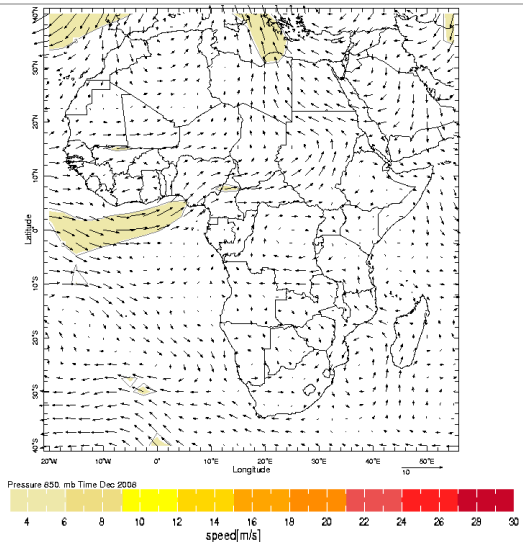 40°N
30°N
20°N
10°N
0°
10°S
20°S
30°S
40°S
Latitude
20°W 10°W 0° 10°E 20°E 30°E 40°E 50°E
Longitude
10
Pressure 850. mb Time Dec 2008
4 6 8 10 12 14 16 18 20 22 24 26 28 30
speed[m/s]